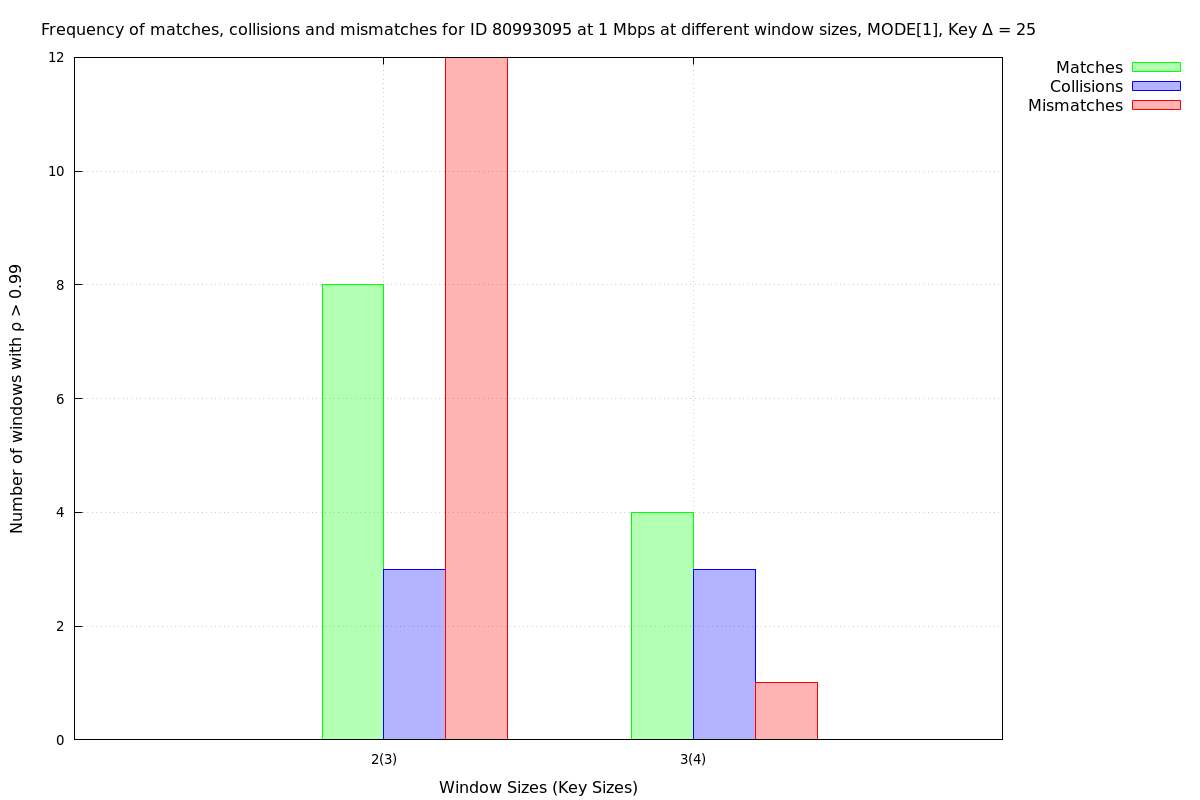 Frequency of matches, collisions and mismatches for ID 80993095 at 1 Mbps at different window sizes, MODE[1], Key Δ = 25
Matches
Collisions
Mismatches
Number of windows with ρ > 0.99
12
10
8
6
4
2
0
2(3) 3(4)
Window Sizes (Key Sizes)